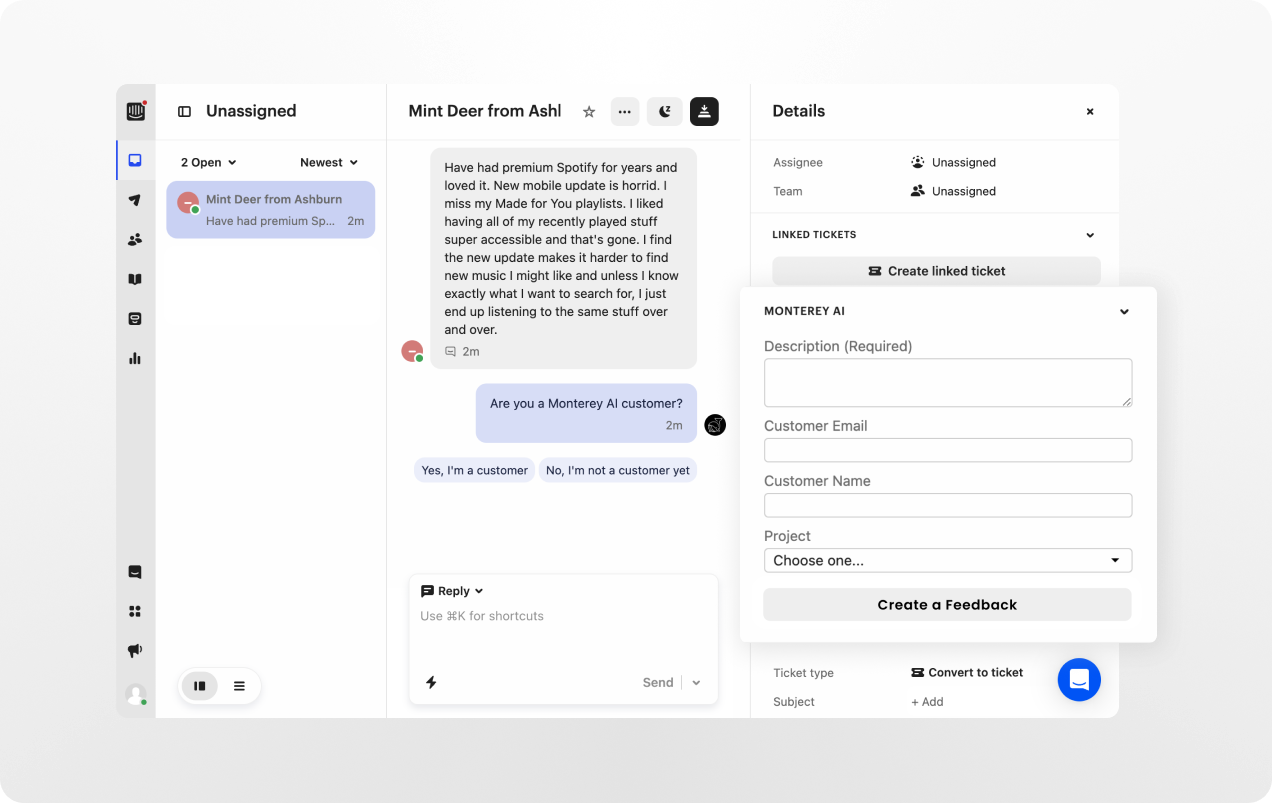 Unassigned
2 Open
Newest
Mint Deer from Ashburn
Have had premium Sp...
2m
Mint Deer from Ashl
Have had premium Spotify for years and
loved it. New mobile update is horrid. I
miss my Made for You playlists. I liked
having all of my recently played stuff
super accessible and that's gone. I find
the new update makes it harder to find
new music I might like and unless I know
exactly what I want to search for, I just
end up listening to the same stuff over
and over.
2m
Are you a Monterey AI customer?
2m
Yes, I'm a customer
No, I'm not a customer yet
Reply
Use ⌘K for shortcuts
Send
Details
Assignee
Unassigned
Team
Unassigned
LINKED TICKETS
Create linked ticket
MONTEREY AI
Description (Required)
Customer Email
Customer Name
Project
Choose one...
Create a Feedback
Ticket type
Convert to ticket
Subject
+ Add